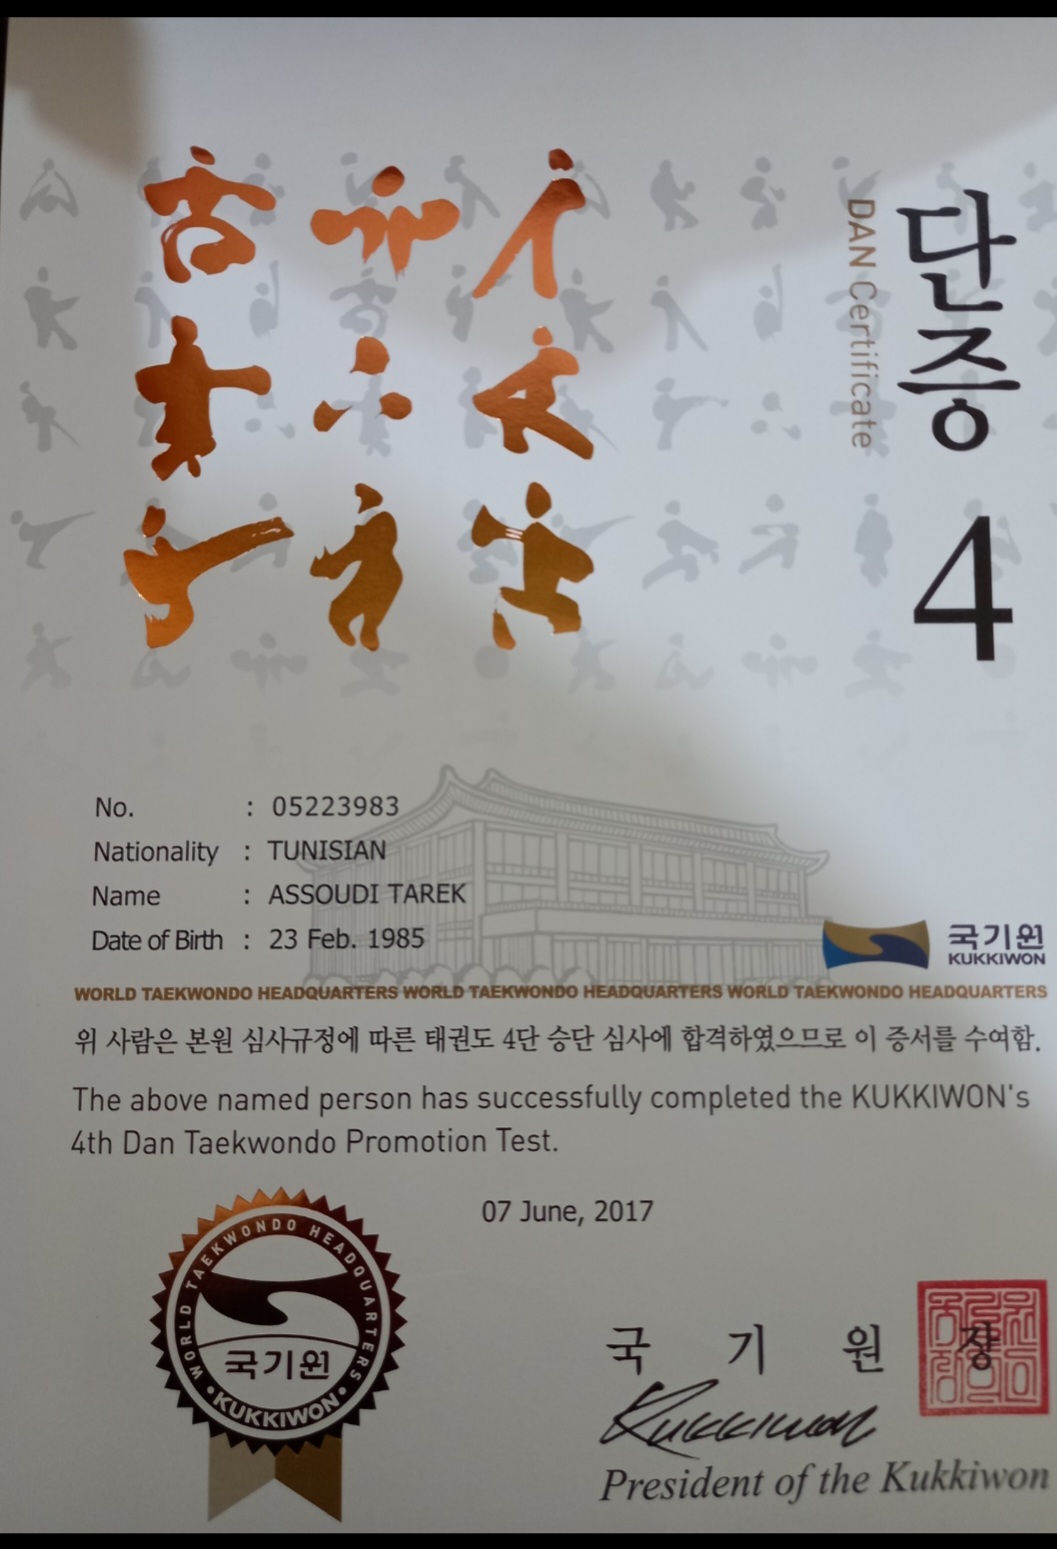 단증 4
DAN Certificate
No. : 05223983
Nationality : TUNISIAN
Name : ASSOUDI TAREK
Date of Birth : 23 Feb. 1985
국기원
KUKKIWON
WORLD TAEKWONDO HEADQUARTERS WORLD TAEKWONDO HEADQUARTERS WORLD TAEKWONDO HEADQUARTERS
위 사람은 본원 심사규정에 따른 태권도 4단 승단 심사에 합격하였으므로 이 증서를 수여함.
The above named person has successfully completed the KUKKIWON's
4th Dan Taekwondo Promotion Test.
07 June, 2017
WORLD TAEKWONDO HEADQUARTERS
국기원
• KUKKIWON •
국 기 원 장
Kukkiwon
President of the Kukkiwon